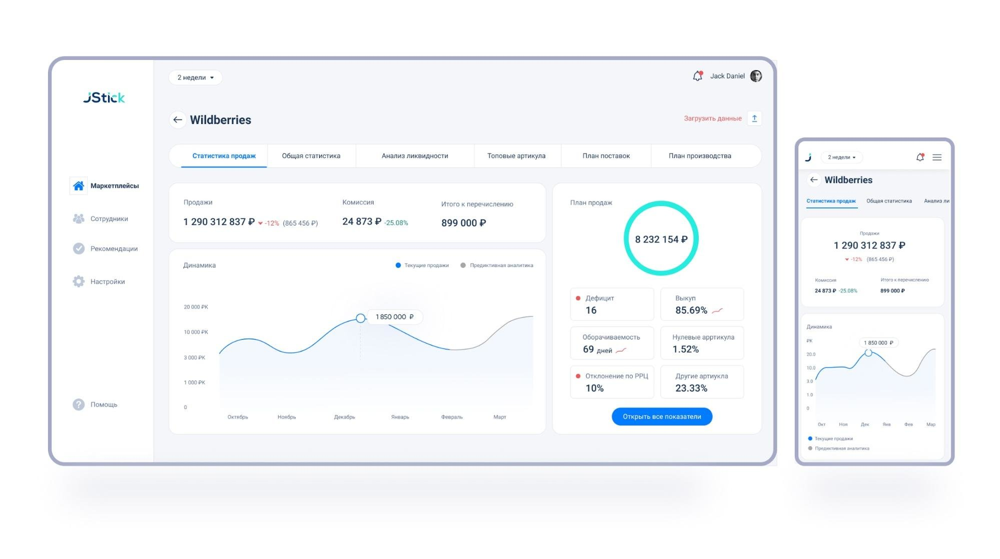 2 недели
Jack Daniel
JStick
Wildberries
Загрузить данные
Статистика продаж
Общая статистика
Анализ ликвидности
Топовые артикула
План поставок
План производства
Маркетплейсы
Сотрудники
Рекомендации
Настройки
Помощь
Продажи
1 290 312 837 ₽ -12% (865 456 ₽)
Комиссия
24 873 ₽ -25.08%
Итого к перечислению
899 000 ₽
Динамика
Текущие продажи
Предиктивная аналитика
20 000 ₽К
10 000 ₽К
3 000 ₽К
1 000 ₽К
0
1 850 000 ₽
Октябрь
Ноябрь
Декабрь
Январь
Февраль
Март
План продаж
8 232 154 ₽
Дефицит
16
Выкуп
85.69%
Оборачиваемость
69 дней
Нулевые арртикула
1.52%
Отклонение по РРЦ
10%
Другие артиукла
23.33%
Открыть все показатели
2 недели
Wildberries
Статистика продаж
Общая статистика
Анализ ли
Продажи
1 290 312 837 ₽
-12% (865 456 ₽)
Комиссия
24 873 ₽ -25.08%
Итого к перечислению
899 000 ₽
Динамика
₽К
20.0
10.0
3.0
1.0
0
1 850 000 ₽
Окт
Ноя
Дек
Янв
Фев
Мар
Текущие продажи
Предиктивная аналитика